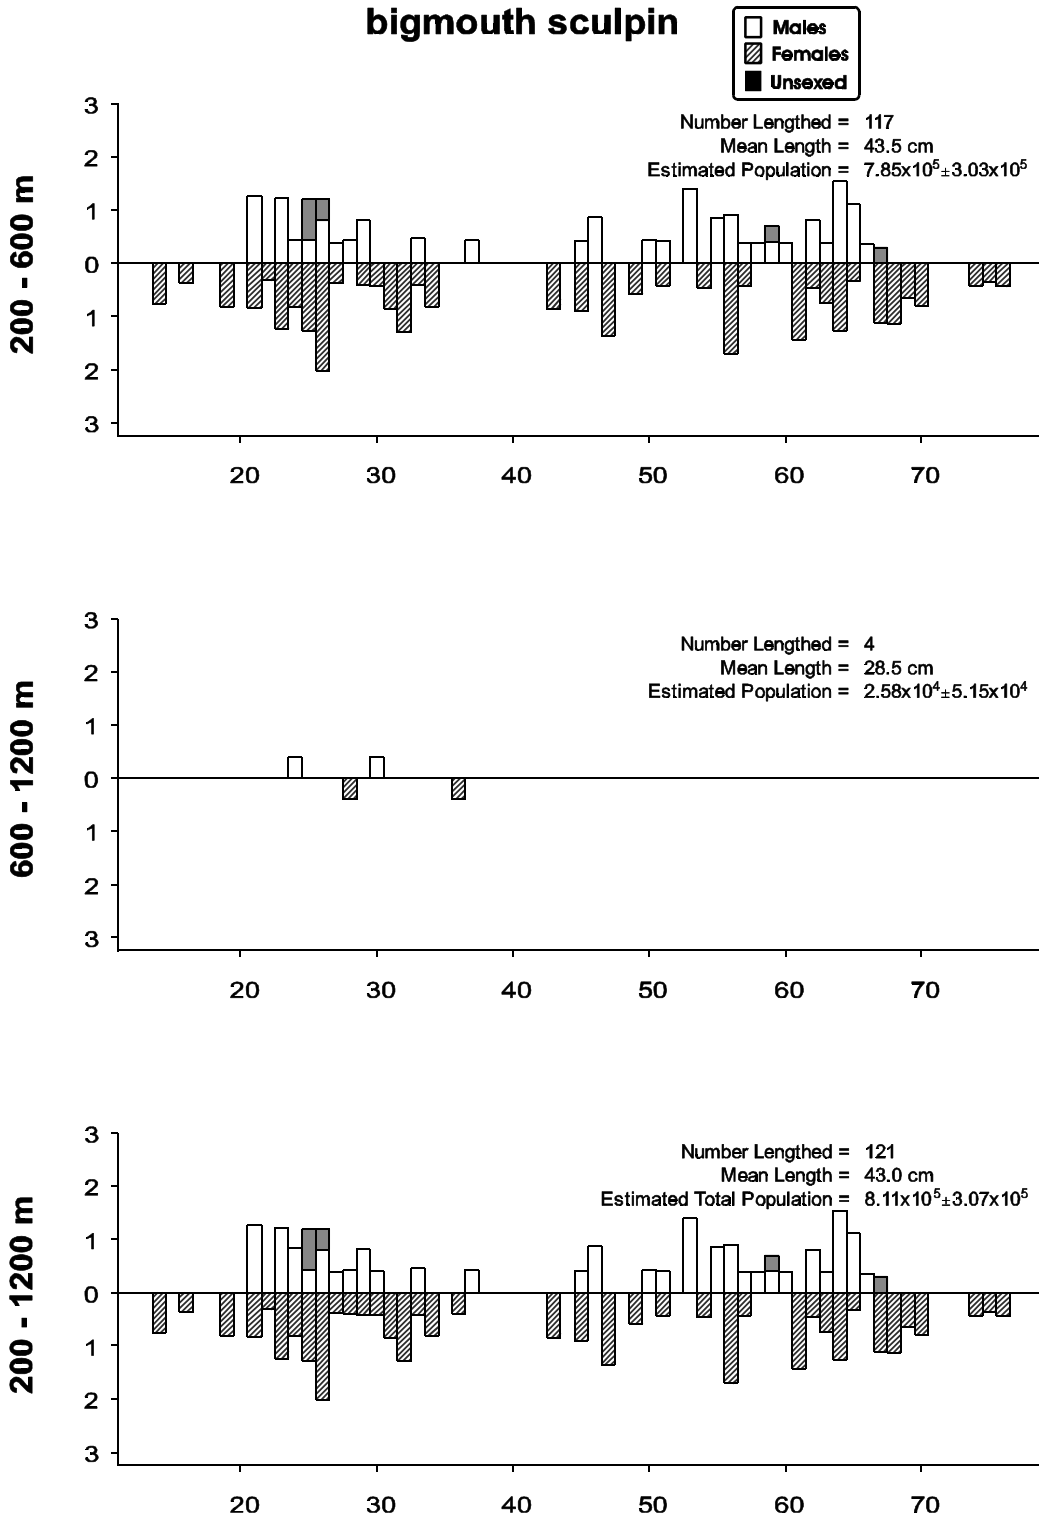 bigmouth sculpin
Males
Females
Unsexed
200 - 600 m
3
2
1
0
1
2
3
Number Lengthed = 117
Mean Length = 43.5 cm
Estimated Population = 7.85x10⁵±3.03x10⁵
20 30 40 50 60 70
600 - 1200 m
3
2
1
0
1
2
3
Number Lengthed = 4
Mean Length = 28.5 cm
Estimated Population = 2.58x10⁴±5.15x10⁴
20 30 40 50 60 70
200 - 1200 m
3
2
1
0
1
2
3
Number Lengthed = 121
Mean Length = 43.0 cm
Estimated Total Population = 8.11x10⁵±3.07x10⁵
20 30 40 50 60 70